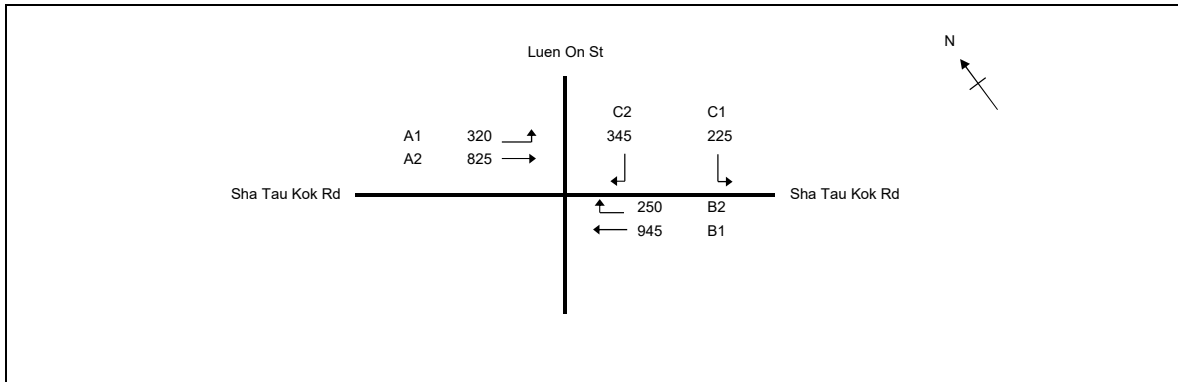 N
Luen On St
C2 C1
A1 320 345 225
A2 825
Sha Tau Kok Rd Sha Tau Kok Rd
250 B2
945 B1